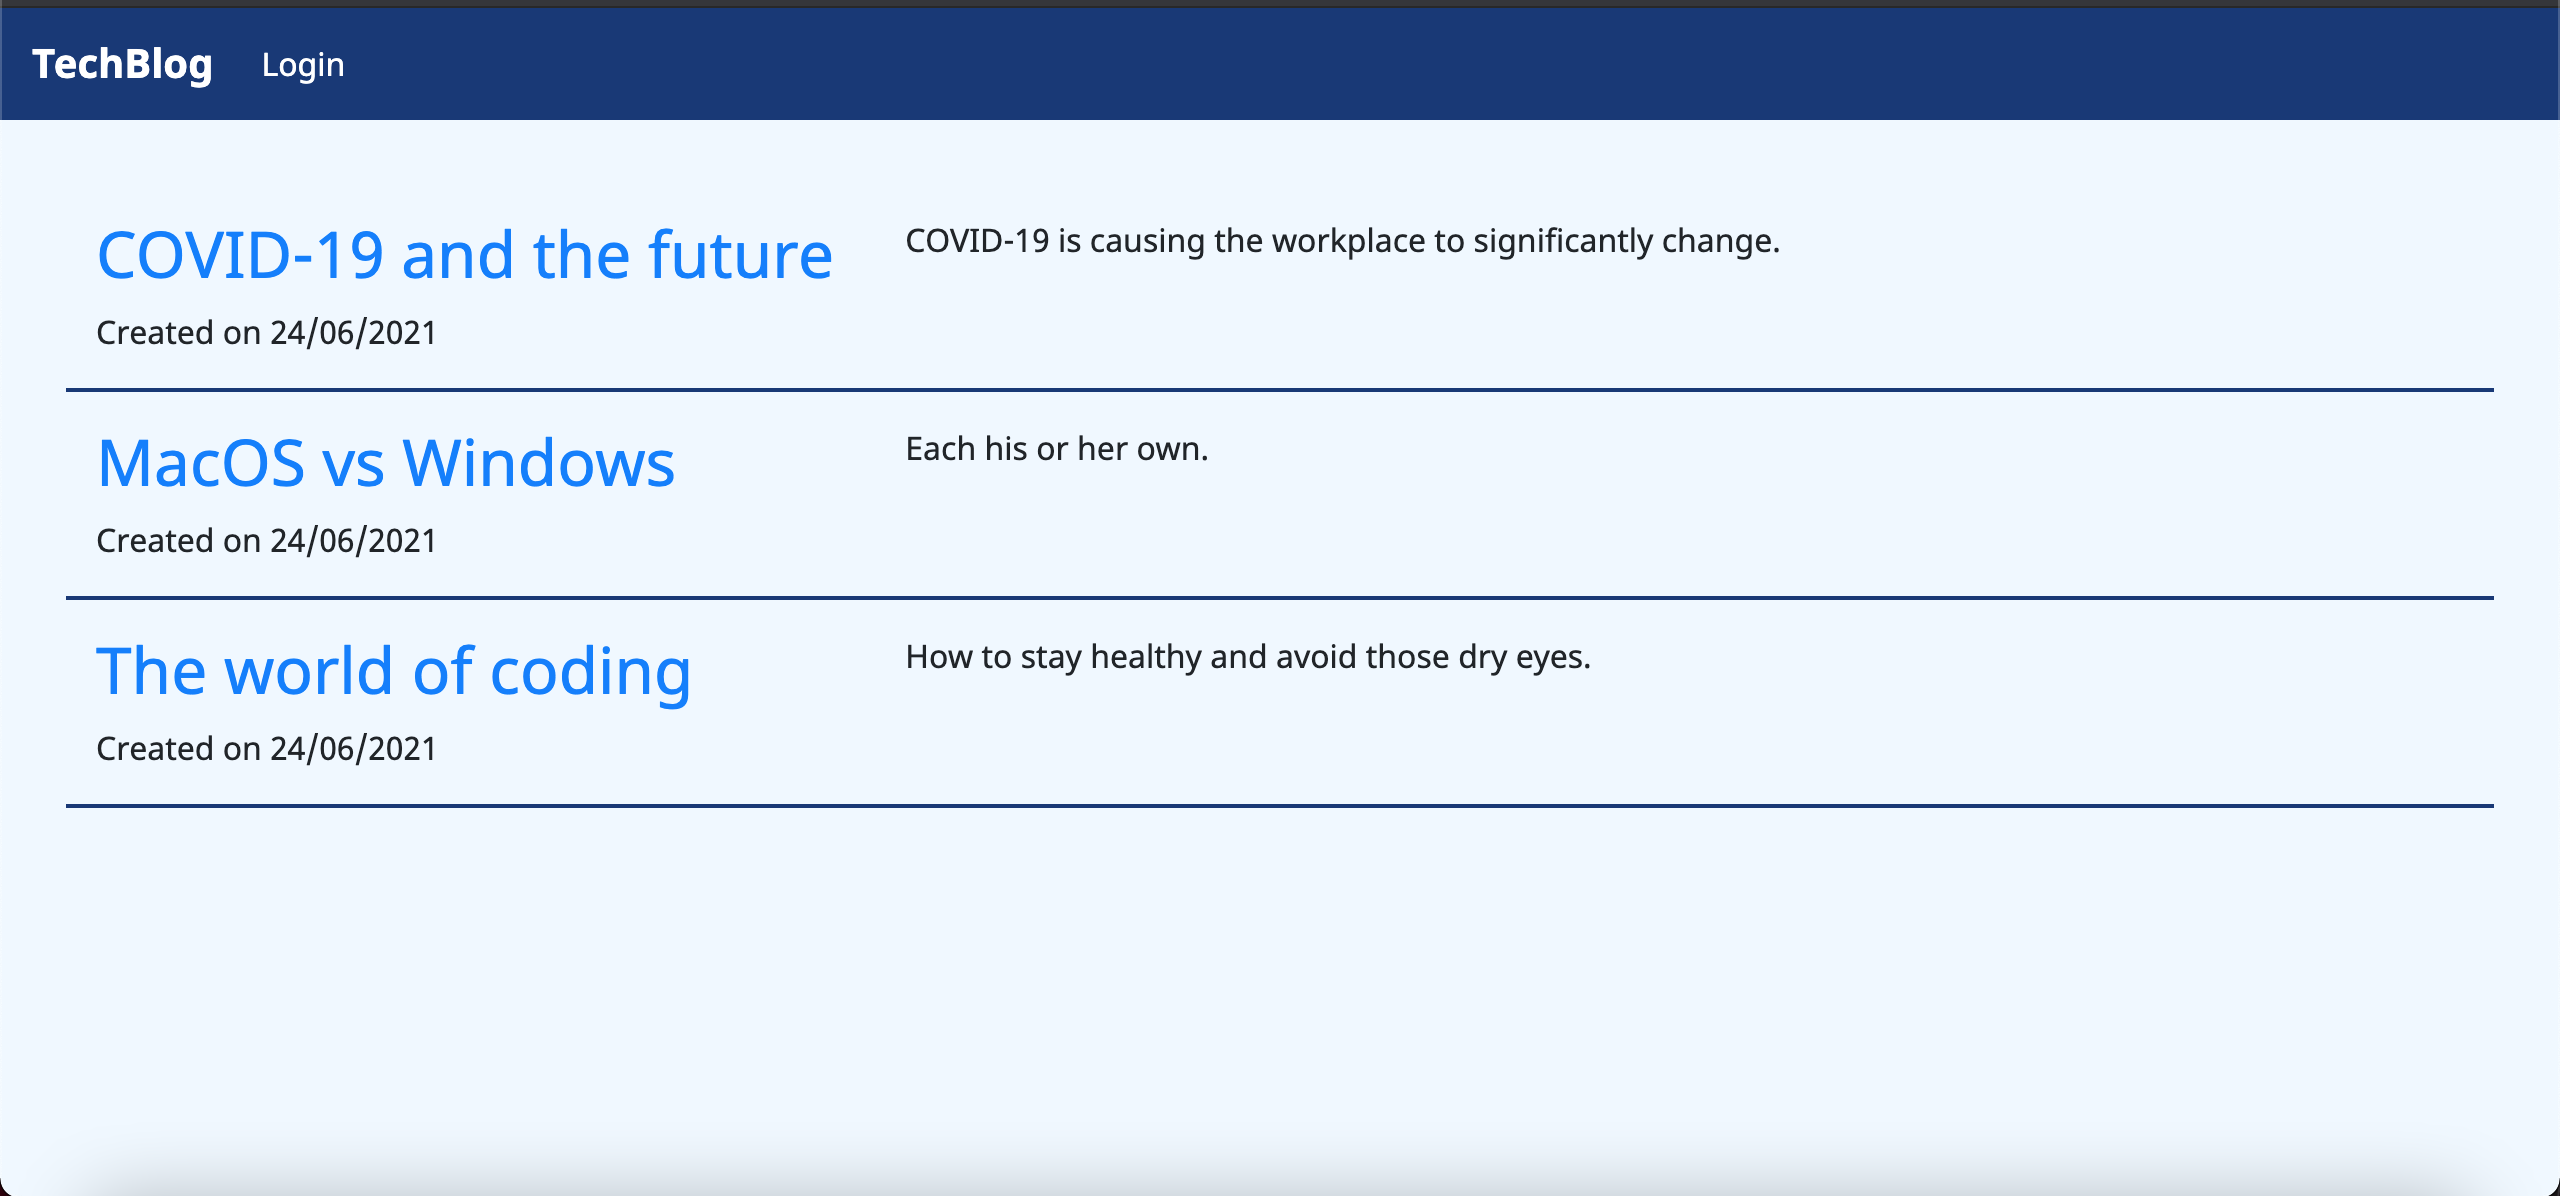 TechBlog Login
COVID-19 and the future
COVID-19 is causing the workplace to significantly change.
Created on 24/06/2021
MacOS vs Windows
Each his or her own.
Created on 24/06/2021
The world of coding
How to stay healthy and avoid those dry eyes.
Created on 24/06/2021